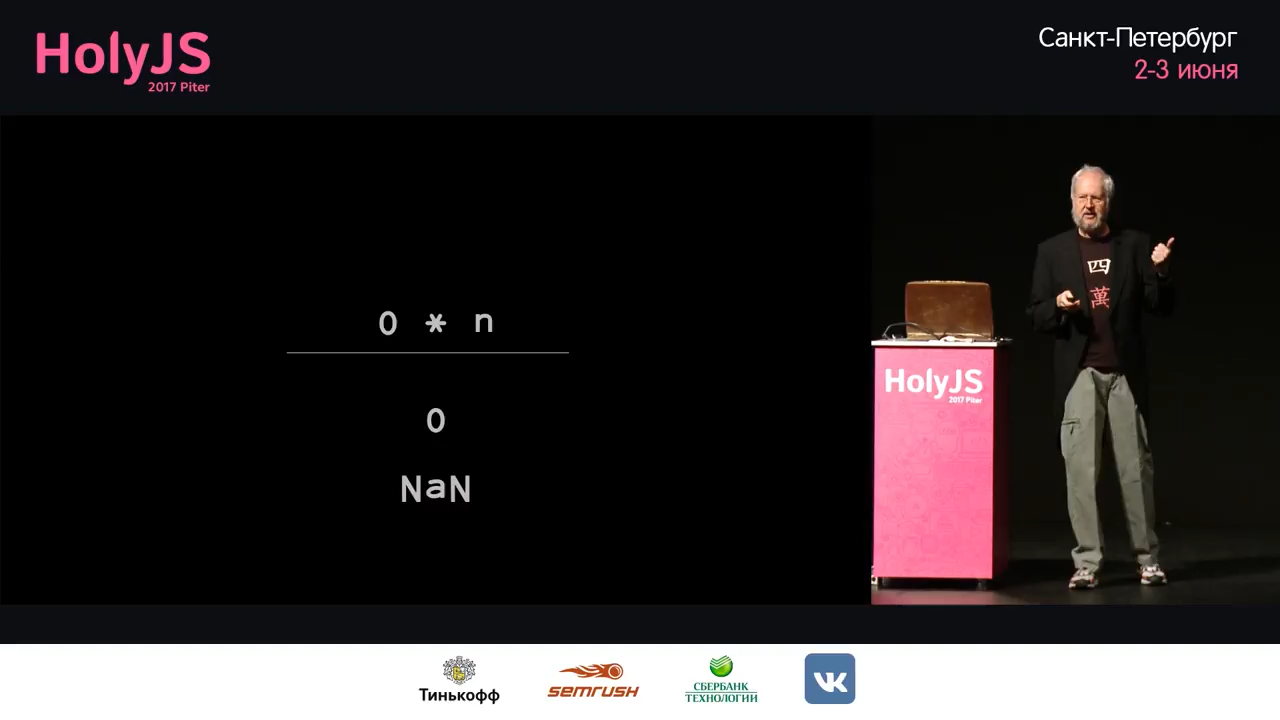 HolyJS
2017 Piter
Санкт-Петербург
2-3 июня
0 * n
0
NaN
四
萬
HolyJS
2017 Piter
Тинькофф
SEMRUSH
СБЕРБАНК
ТЕХНОЛОГИИ
VK